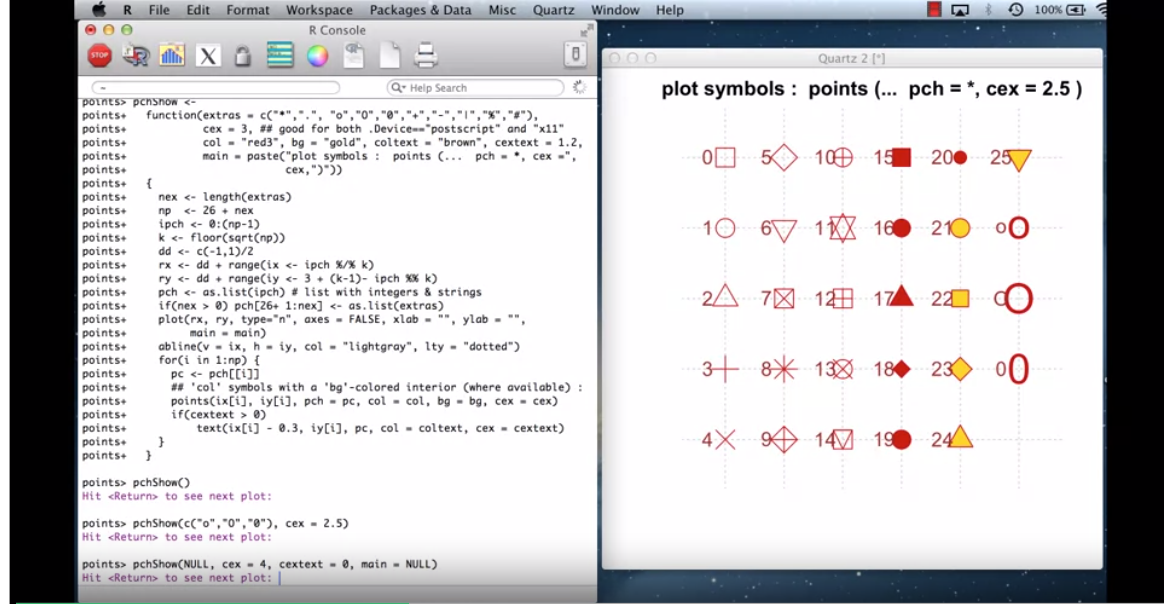 R File Edit Format Workspace Packages & Data Misc Quartz Window Help 100%
R Console
STOP
R
X
~
Help Search
points> pchShow <-
points+ function(extras = c("*",".", "o","O","0","+","-","|","%","#"),
points+ cex = 3, ## good for both .Device=="postscript" and "x11"
points+ col = "red3", bg = "gold", coltext = "brown", cextext = 1.2,
points+ main = paste("plot symbols :  points (...  pch = *, cex =",
points+ cex,")"))
points+ {
points+ nex <- length(extras)
points+ np  <- 26 + nex
points+ ipch <- 0:(np-1)
points+ k <- floor(sqrt(np))
points+ dd <- c(-1,1)/2
points+ rx <- dd + range(ix <- ipch %/% k)
points+ ry <- dd + range(iy <- 3 + (k-1)- ipch %% k)
points+ pch <- as.list(ipch) # list with integers & strings
points+ if(nex > 0) pch[26+ 1:nex] <- as.list(extras)
points+ plot(rx, ry, type="n", axes = FALSE, xlab = "", ylab = "",
points+ main = main)
points+ abline(v = ix, h = iy, col = "lightgray", lty = "dotted")
points+ for(i in 1:np) {
points+ pc <- pch[[i]]
points+ ## 'col' symbols with a 'bg'-colored interior (where available) :
points+ points(ix[i], iy[i], pch = pc, col = col, bg = bg, cex = cex)
points+ if(cextext > 0)
points+ text(ix[i] - 0.3, iy[i], pc, col = coltext, cex = cextext)
points+ }
points+ }
points> pchShow()
Hit <Return> to see next plot:
points> pchShow(c("o","O","0"), cex = 2.5)
Hit <Return> to see next plot:
points> pchShow(NULL, cex = 4, cextext = 0, main = NULL)
Hit <Return> to see next plot:
Quartz 2 [*]
plot symbols :  points (...  pch = *, cex = 2.5 )
0 5 10 15 20 25
1 6 11 16 21 o o
2 7 12 17 22 O O
3 8 13 18 23 0 0
4 9 14 19 24